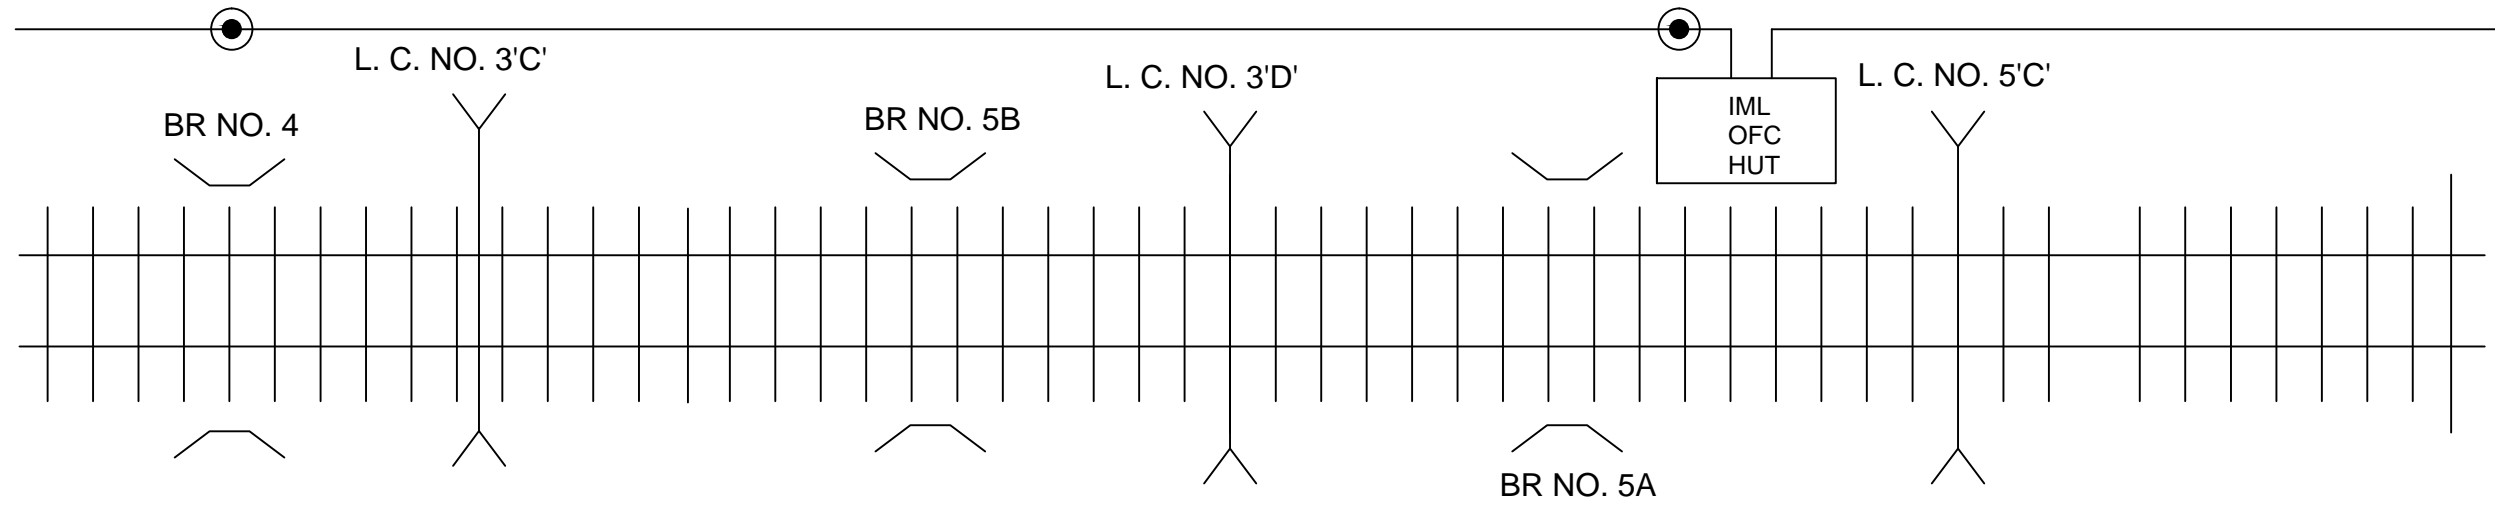 L. C. NO. 3'C'
BR NO. 4
BR NO. 5B
L. C. NO. 3'D'
L. C. NO. 5'C'
IML
OFC
HUT
BR NO. 5A